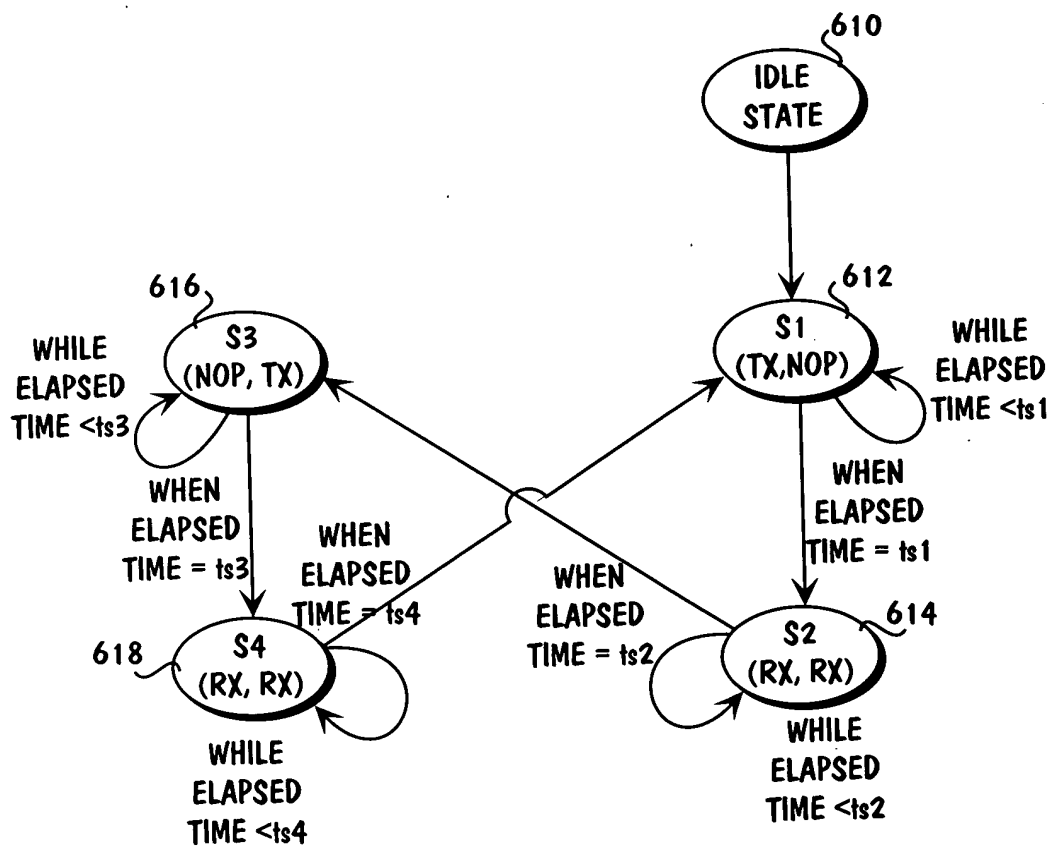 610
IDLE
STATE
616
612
S3
(NOP, TX)
S1
(TX,NOP)
WHILE
ELAPSED
TIME <ts3
WHILE
ELAPSED
TIME <ts1
WHEN
ELAPSED
TIME = ts3
WHEN
ELAPSED
TIME = ts4
WHEN
ELAPSED
TIME = ts2
WHEN
ELAPSED
TIME = ts1
618
S4
(RX, RX)
614
S2
(RX, RX)
WHILE
ELAPSED
TIME <ts4
WHILE
ELAPSED
TIME <ts2